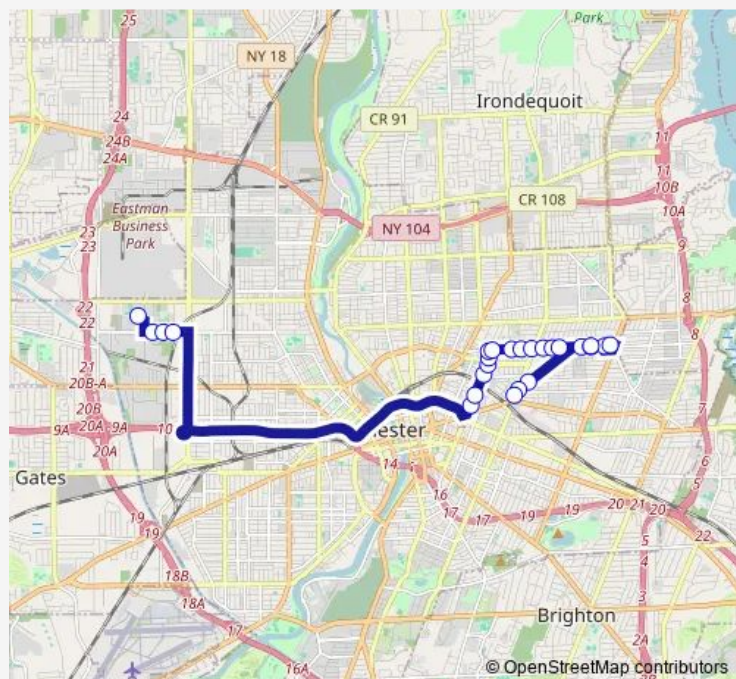 25
Park
NY 18
Irondequoit
CR 91
24
24B
24A
11
11
10B
10A
CR 108
Eastman
Business
Park
23
23
NY 104
9
8
8
22
22
21
20B-A
20B
20A
9A
9A
10
20A
7
6
6
5
ester
14
Gates
16
17
17
19
20
21
20
19
19
5
4
3
18B
18A
17
Brighton
2A
16A
© OpenStreetMap contributors